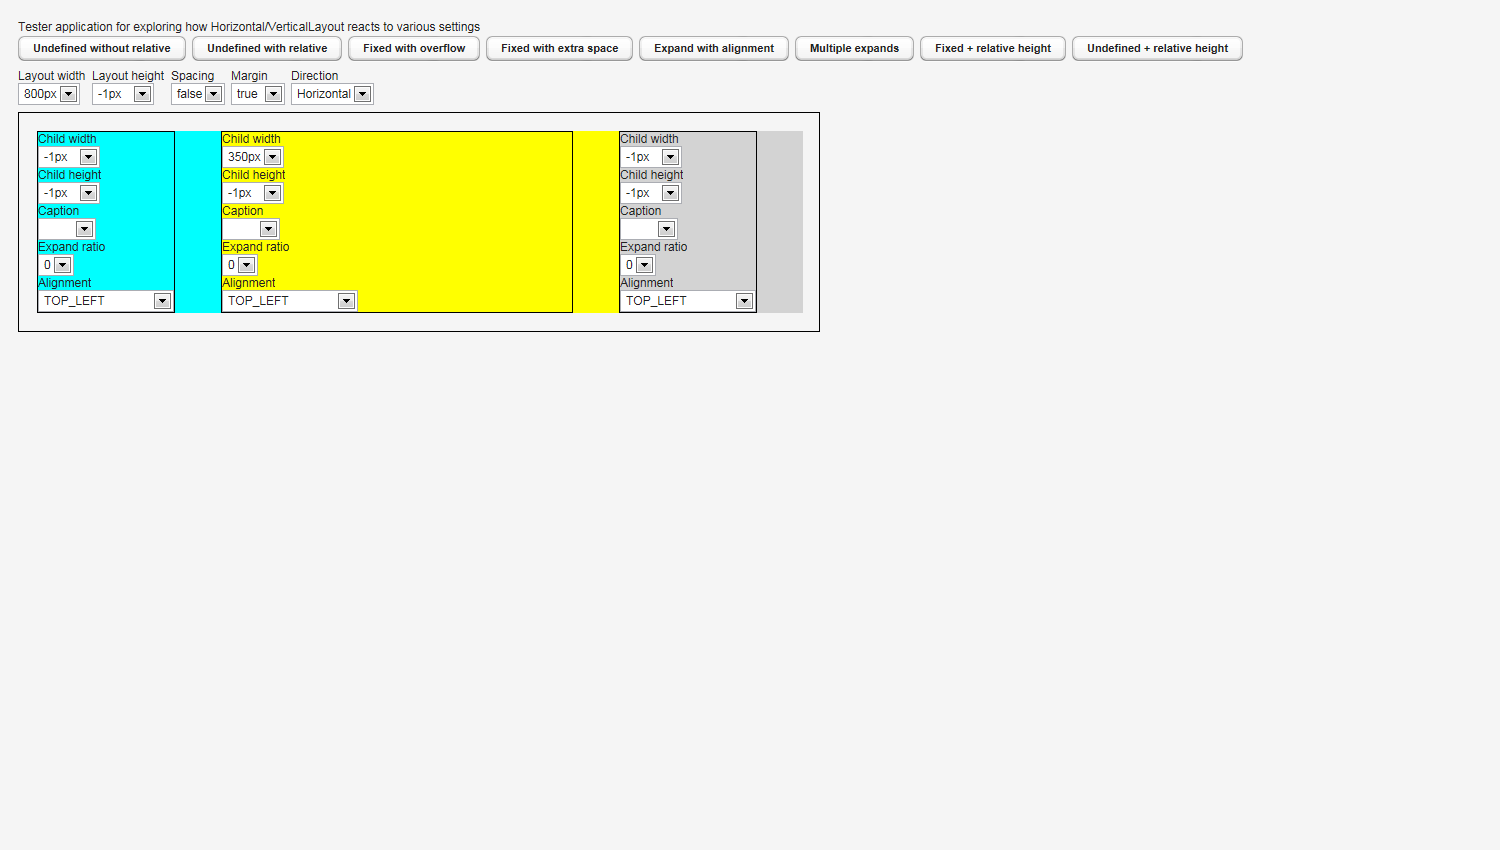 Tester application for exploring how Horizontal/VerticalLayout reacts to various settings
Undefined without relative Undefined with relative Fixed with overflow Fixed with extra space Expand with alignment Multiple expands Fixed + relative height Undefined + relative height
Layout width Layout height Spacing Margin Direction
800px -1px false true Horizontal
Child width Child width Child width
-1px 350px -1px
Child height Child height Child height
-1px -1px -1px
Caption Caption Caption
Expand ratio Expand ratio Expand ratio
0 0 0
Alignment Alignment Alignment
TOP_LEFT TOP_LEFT TOP_LEFT